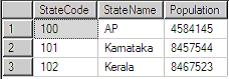 StateCode StateName Population
1 100 AP 4584145
2 101 Karnataka 8457544
3 102 Kerala 8467523